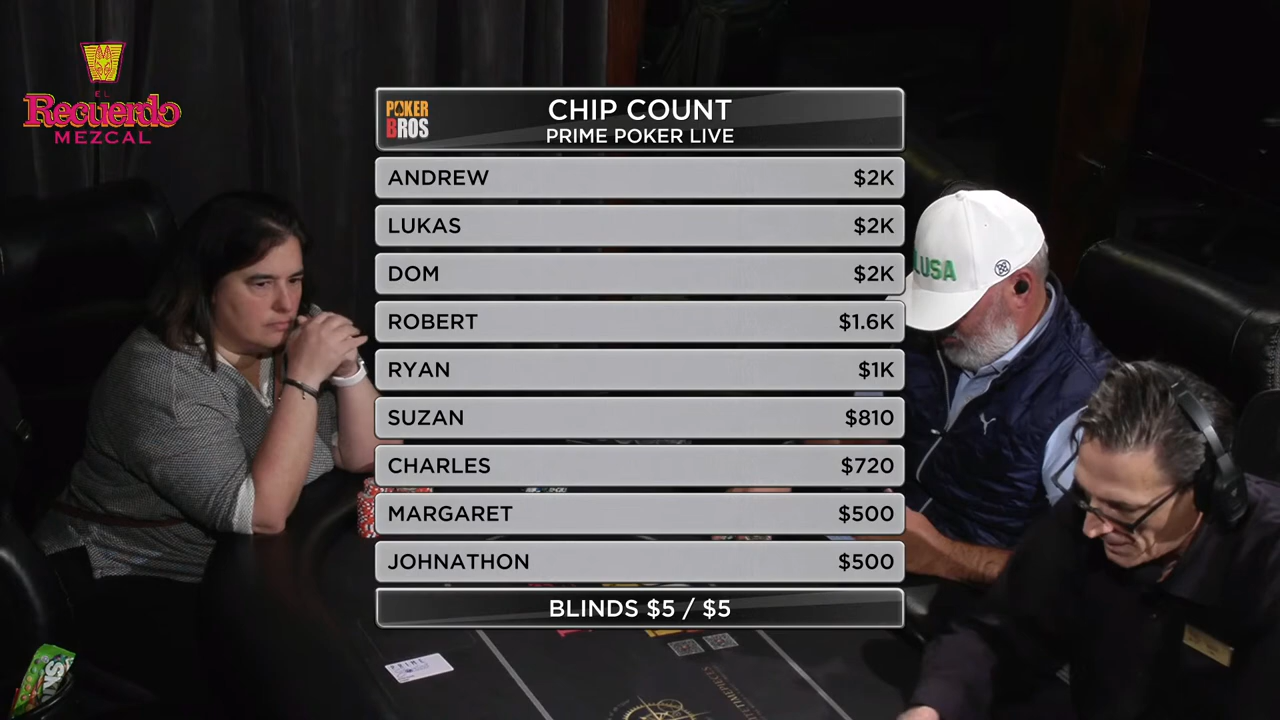 EL
Recuerdo
MEZCAL
POKER
BROS
CHIP COUNT
PRIME POKER LIVE
ANDREW $2K
LUKAS $2K
DOM $2K
ROBERT $1.6K
RYAN $1K
SUZAN $810
CHARLES $720
MARGARET $500
JOHNATHON $500
BLINDS $5 / $5
USA
PRIME